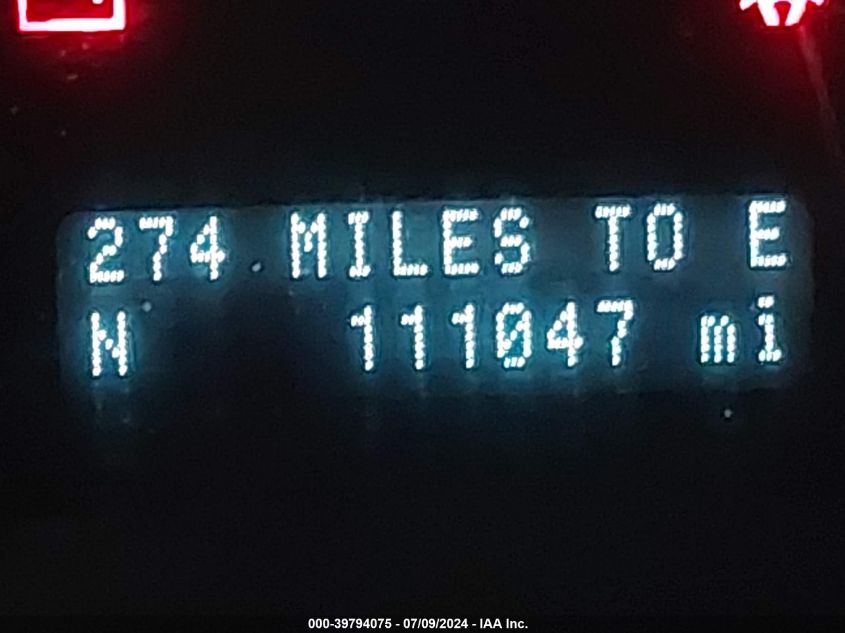 274 MILES TO E
N 111047 mi
000-39794075 - 07/09/2024 - IAA Inc.